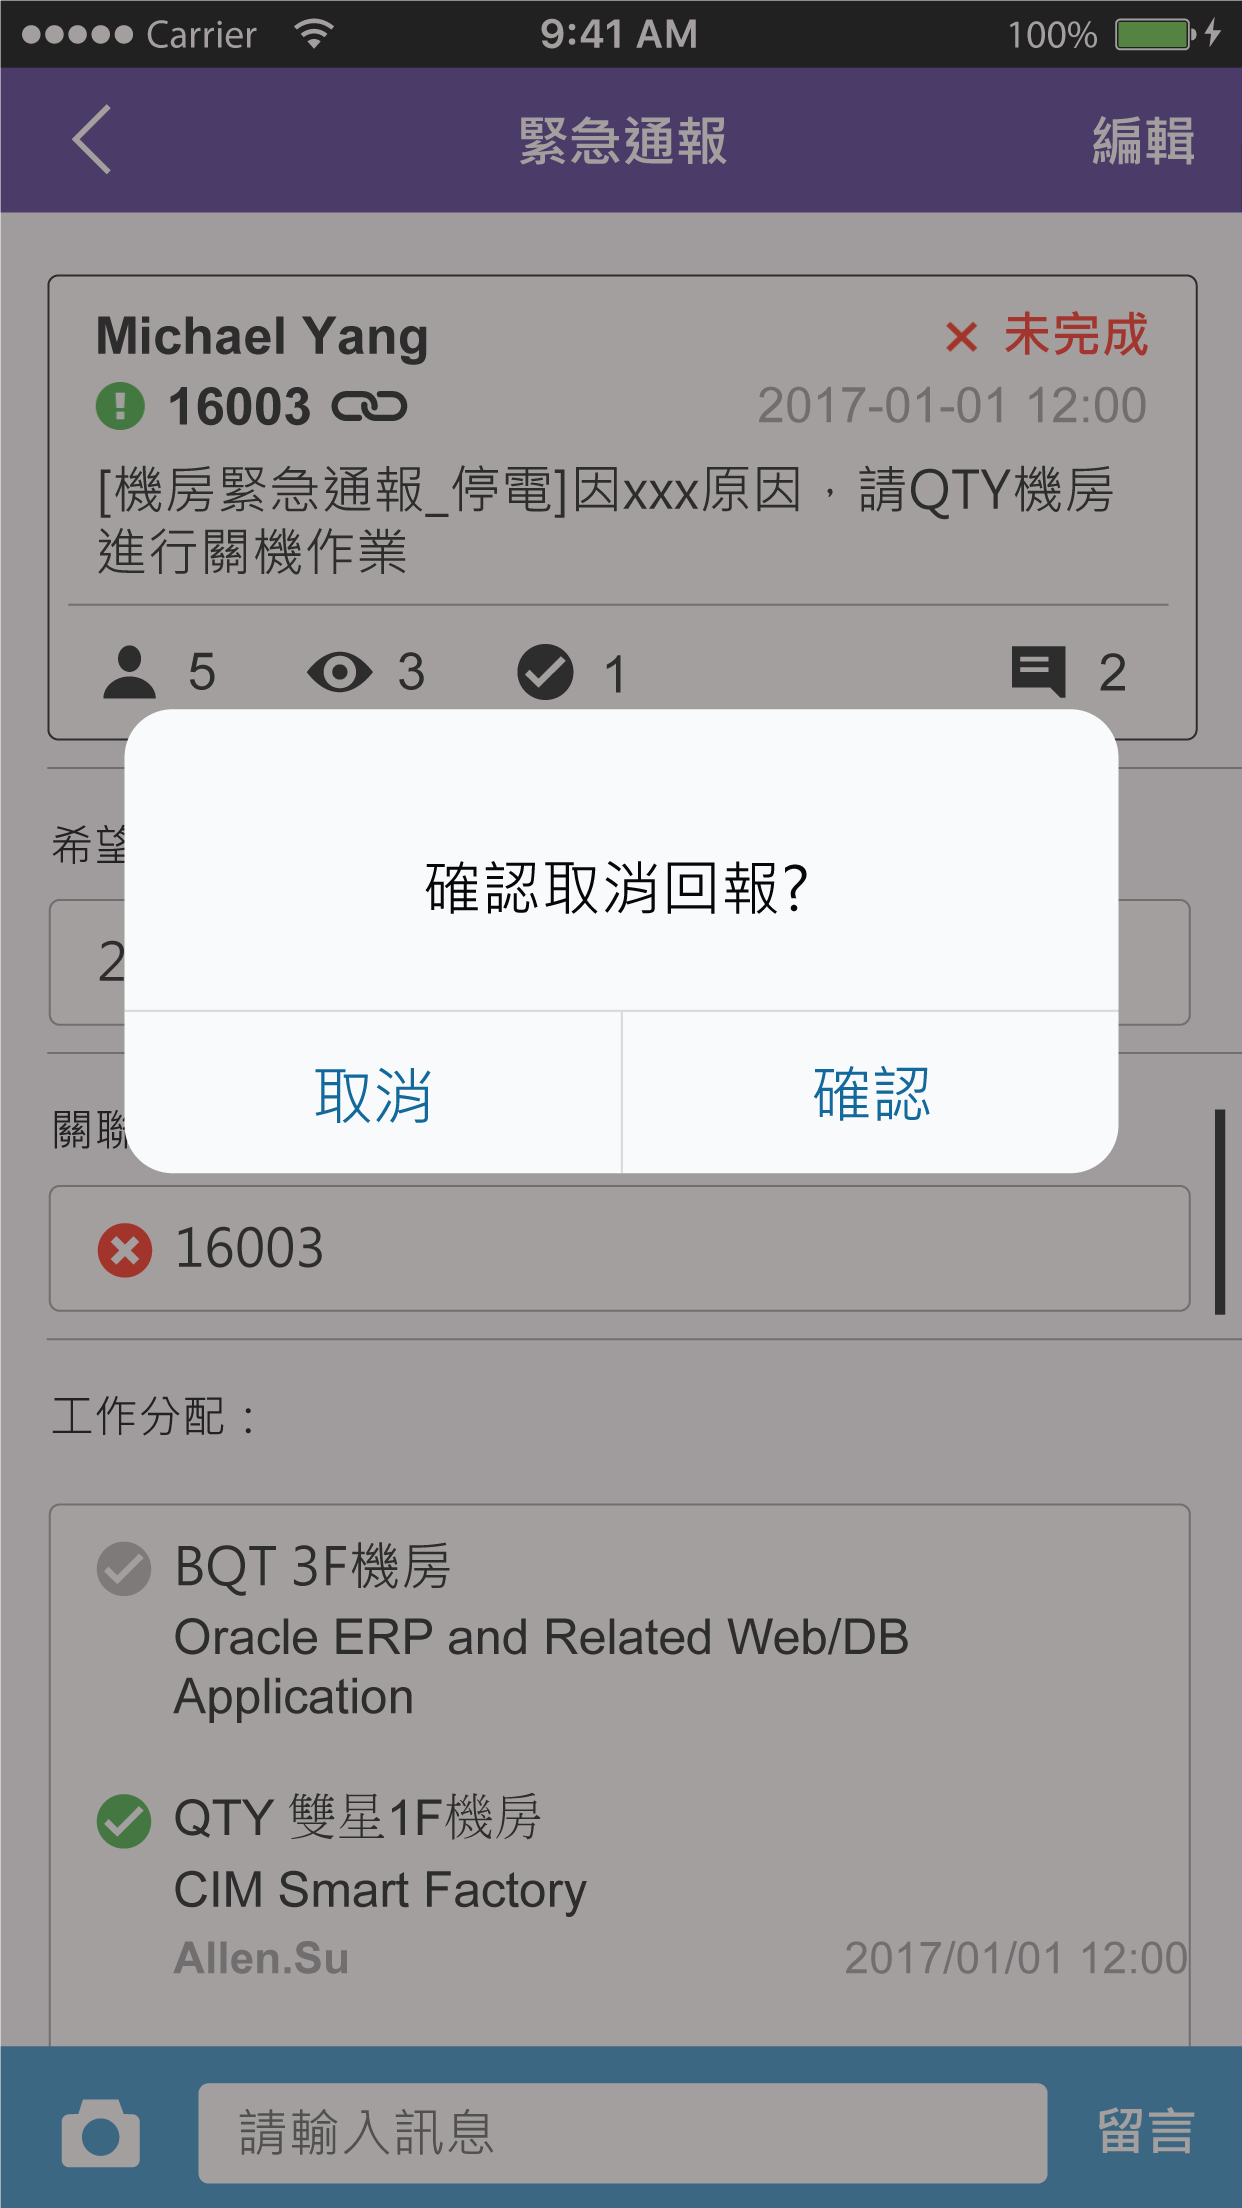 Carrier 9:41 AM 100%
緊急通報 編輯
Michael Yang × 未完成
16003 2017-01-01 12:00
[機房緊急通報_停電]因xxx原因，請QTY機房
進行關機作業
5 3 1 2
希望
2
確認取消回報?
取消 確認
關聯
16003
工作分配：
BQT 3F機房
Oracle ERP and Related Web/DB
Application
QTY 雙星1F機房
CIM Smart Factory
Allen.Su 2017/01/01 12:00
請輸入訊息 留言